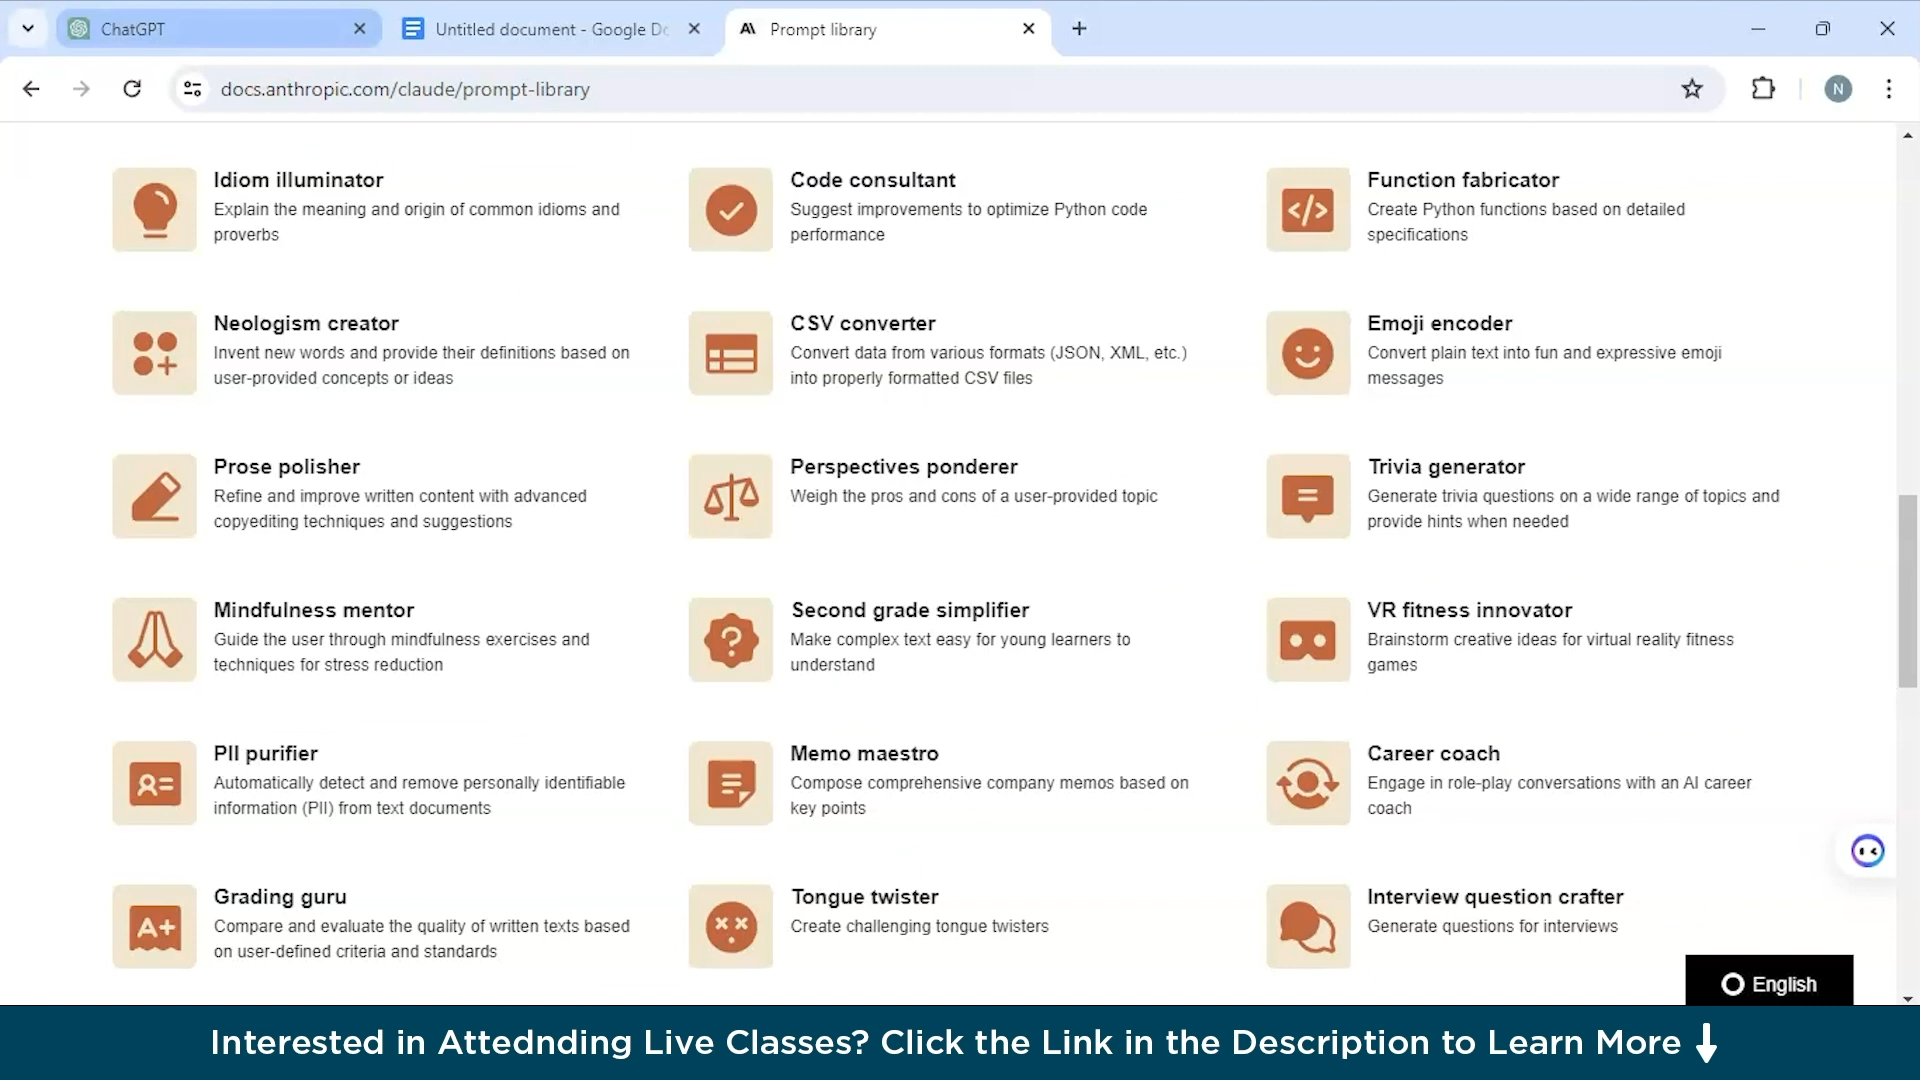 ChatGPT
Untitled document - Google Do
Prompt library
docs.anthropic.com/claude/prompt-library
N
Idiom illuminator
Explain the meaning and origin of common idioms and
proverbs
Code consultant
Suggest improvements to optimize Python code
performance
Function fabricator
Create Python functions based on detailed
specifications
Neologism creator
Invent new words and provide their definitions based on
user-provided concepts or ideas
CSV converter
Convert data from various formats (JSON, XML, etc.)
into properly formatted CSV files
Emoji encoder
Convert plain text into fun and expressive emoji
messages
Prose polisher
Refine and improve written content with advanced
copyediting techniques and suggestions
Perspectives ponderer
Weigh the pros and cons of a user-provided topic
Trivia generator
Generate trivia questions on a wide range of topics and
provide hints when needed
Mindfulness mentor
Guide the user through mindfulness exercises and
techniques for stress reduction
Second grade simplifier
Make complex text easy for young learners to
understand
VR fitness innovator
Brainstorm creative ideas for virtual reality fitness
games
PII purifier
Automatically detect and remove personally identifiable
information (PII) from text documents
Memo maestro
Compose comprehensive company memos based on
key points
Career coach
Engage in role-play conversations with an AI career
coach
A+
Grading guru
Compare and evaluate the quality of written texts based
on user-defined criteria and standards
Tongue twister
Create challenging tongue twisters
Interview question crafter
Generate questions for interviews
English
Interested in Attednding Live Classes? Click the Link in the Description to Learn More